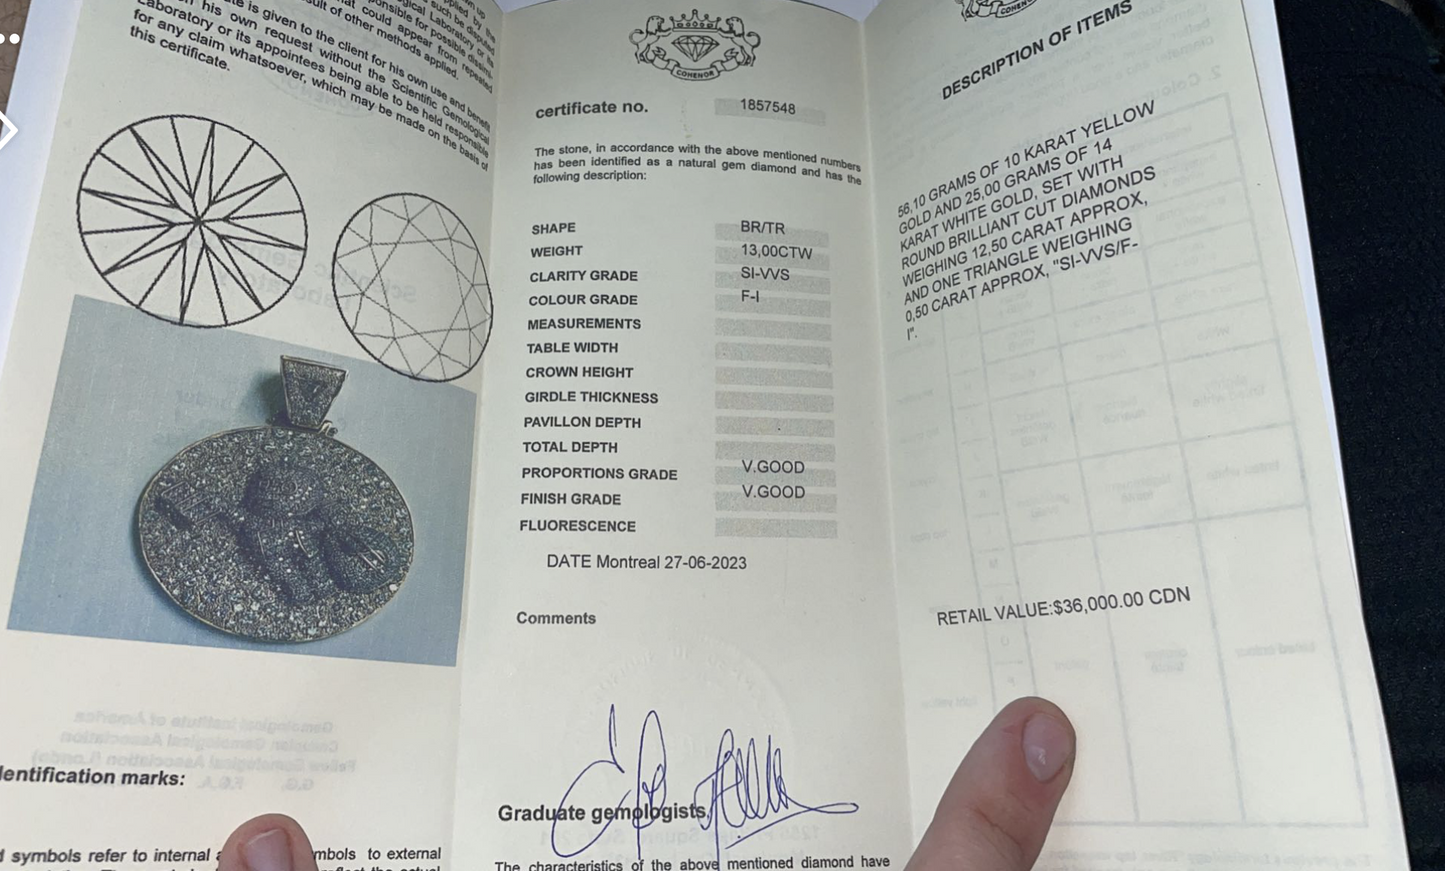 is given to the client for his own use and benefit
his own request without the Scientific Gemological
Laboratory or its appointees being able to be held responsible
for any claim whatsoever, which may be made on the basis of
this certificate.
dentification marks:
symbols refer to internal
mbols to external
COHENOR
certificate no. 1857548
The stone, in accordance with the above mentioned numbers
has been identified as a natural gem diamond and has the
following description:
SHAPE BR/TR
WEIGHT 13,00CTW
CLARITY GRADE SI-VVS
COLOUR GRADE F-I
MEASUREMENTS
TABLE WIDTH
CROWN HEIGHT
GIRDLE THICKNESS
PAVILLON DEPTH
TOTAL DEPTH
PROPORTIONS GRADE V.GOOD
FINISH GRADE V.GOOD
FLUORESCENCE
DATE Montreal 27-06-2023
Comments
Graduate gemologists,
The characteristics of the above mentioned diamond have
COHENOR
DESCRIPTION OF ITEMS
56,10 GRAMS OF 10 KARAT YELLOW
GOLD AND 25,00 GRAMS OF 14
KARAT WHITE GOLD, SET WITH
ROUND BRILLIANT CUT DIAMONDS
WEIGHING 12,50 CARAT APPROX,
AND ONE TRIANGLE WEIGHING
0,50 CARAT APPROX, "SI-VVS/F-
I".
RETAIL VALUE:$36,000.00 CDN